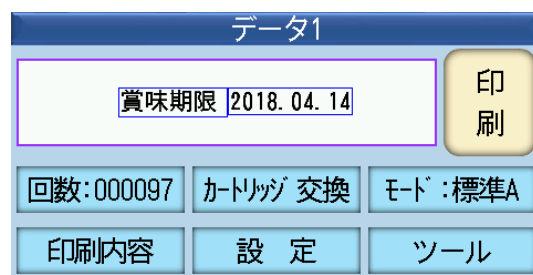 データ1
賞味期限 2018.04.14
印刷
回数:000097 カートリッジ 交換 モード:標準A
印刷内容 設 定 ツール